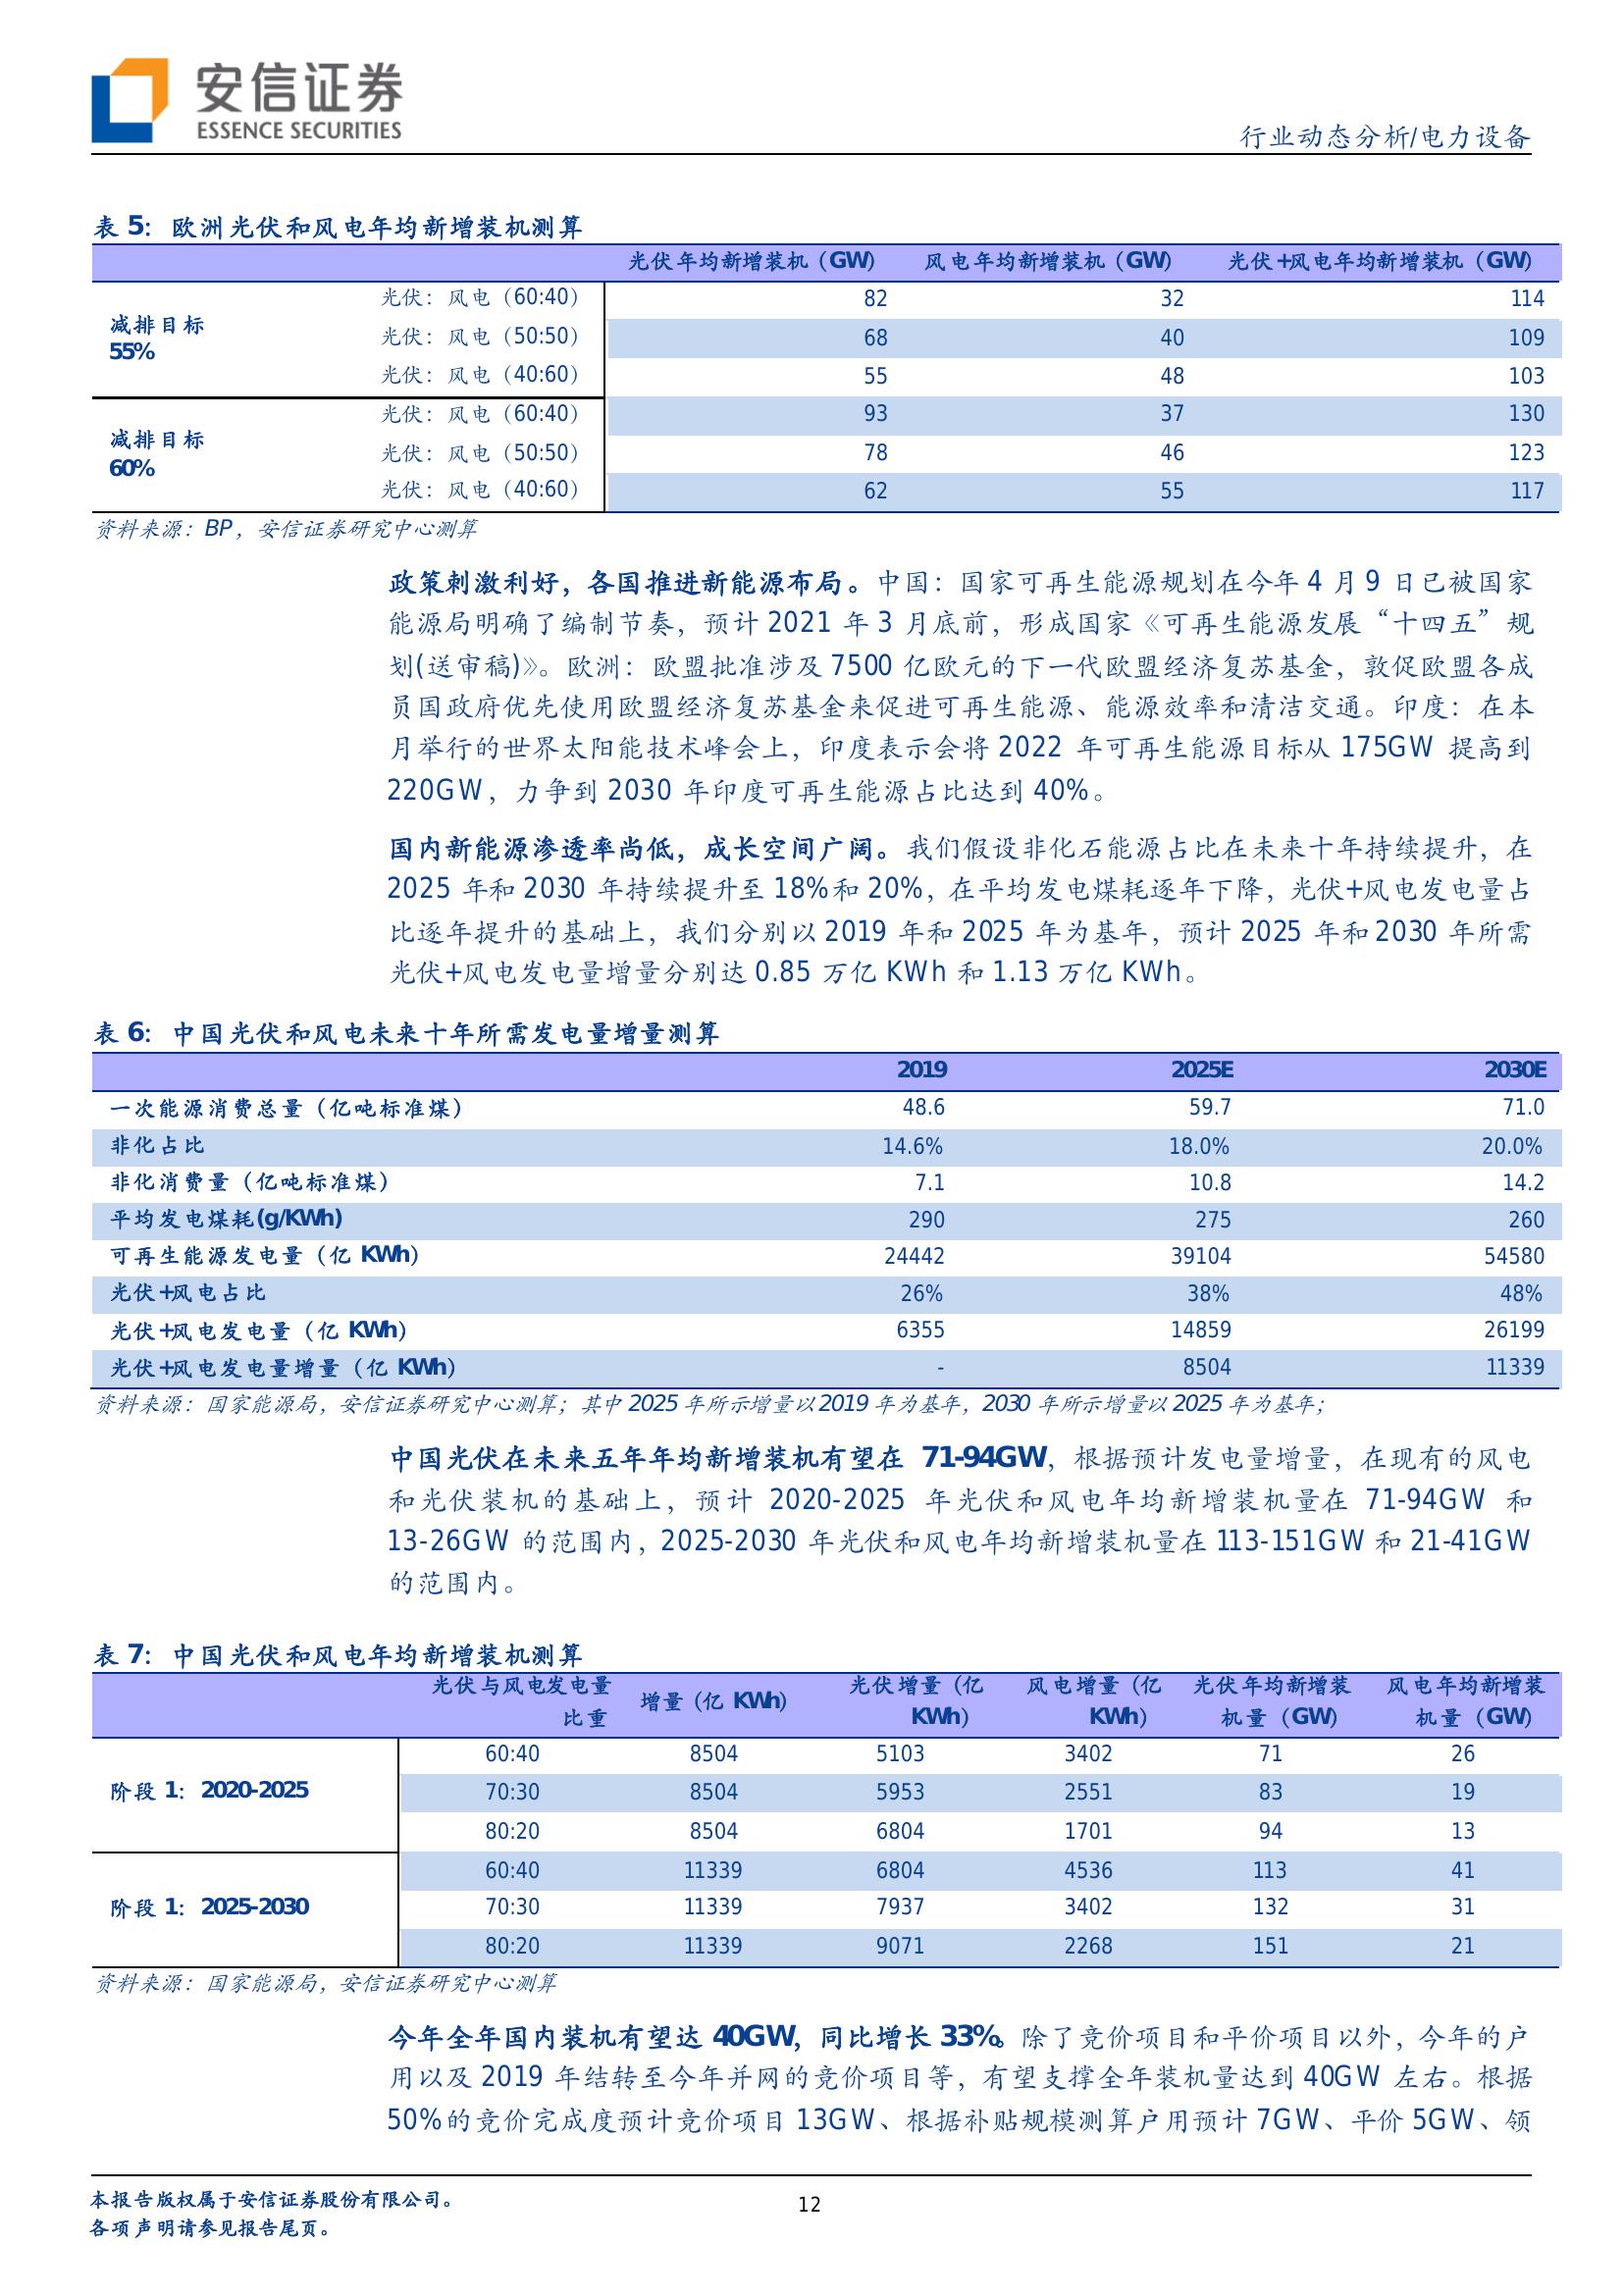 安信证券
ESSENCE SECURITIES
行业动态分析/电力设备
表 5：欧洲光伏和风电年均新增装机测算
光伏年均新增装机（GW） 风电年均新增装机（GW） 光伏+风电年均新增装机（GW）
减排目标 55%
光伏：风电（60:40） 82 32 114
光伏：风电（50:50） 68 40 109
光伏：风电（40:60） 55 48 103
减排目标 60%
光伏：风电（60:40） 93 37 130
光伏：风电（50:50） 78 46 123
光伏：风电（40:60） 62 55 117
资料来源：BP，安信证券研究中心测算
政策刺激利好，各国推进新能源布局。中国：国家可再生能源规划在今年 4 月 9 日已被国家
能源局明确了编制节奏，预计 2021 年 3 月底前，形成国家《可再生能源发展“十四五”规
划(送审稿)》。欧洲：欧盟批准涉及 7500 亿欧元的下一代欧盟经济复苏基金，敦促欧盟各成
员国政府优先使用欧盟经济复苏基金来促进可再生能源、能源效率和清洁交通。印度：在本
月举行的世界太阳能技术峰会上，印度表示会将 2022 年可再生能源目标从 175GW 提高到
220GW，力争到 2030 年印度可再生能源占比达到 40%。
国内新能源渗透率尚低，成长空间广阔。我们假设非化石能源占比在未来十年持续提升，在
2025 年和 2030 年持续提升至 18%和 20%，在平均发电煤耗逐年下降，光伏+风电发电量占
比逐年提升的基础上，我们分别以 2019 年和 2025 年为基年，预计 2025 年和 2030 年所需
光伏+风电发电量增量分别达 0.85 万亿 KWh 和 1.13 万亿 KWh。
表 6：中国光伏和风电未来十年所需发电量增量测算
2019 2025E 2030E
一次能源消费总量（亿吨标准煤） 48.6 59.7 71.0
非化占比 14.6% 18.0% 20.0%
非化消费量（亿吨标准煤） 7.1 10.8 14.2
平均发电煤耗(g/KWh) 290 275 260
可再生能源发电量（亿 KWh） 24442 39104 54580
光伏+风电占比 26% 38% 48%
光伏+风电发电量（亿 KWh） 6355 14859 26199
光伏+风电发电量增量（亿 KWh） - 8504 11339
资料来源：国家能源局，安信证券研究中心测算；其中 2025 年所示增量以 2019 年为基年，2030 年所示增量以 2025 年为基年；
中国光伏在未来五年年均新增装机有望在 71-94GW，根据预计发电量增量，在现有的风电
和光伏装机的基础上，预计 2020-2025 年光伏和风电年均新增装机量在 71-94GW 和
13-26GW 的范围内，2025-2030 年光伏和风电年均新增装机量在 113-151GW 和 21-41GW
的范围内。
表 7：中国光伏和风电年均新增装机测算
光伏与风电发电量比重 增量（亿 KWh） 光伏增量（亿 KWh） 风电增量（亿 KWh） 光伏年均新增装机量（GW） 风电年均新增装机量（GW）
阶段 1：2020-2025
60:40 8504 5103 3402 71 26
70:30 8504 5953 2551 83 19
80:20 8504 6804 1701 94 13
阶段 1：2025-2030
60:40 11339 6804 4536 113 41
70:30 11339 7937 3402 132 31
80:20 11339 9071 2268 151 21
资料来源：国家能源局，安信证券研究中心测算
今年全年国内装机有望达 40GW，同比增长 33%。除了竞价项目和平价项目以外，今年的户
用以及 2019 年结转至今年并网的竞价项目等，有望支撑全年装机量达到 40GW 左右。根据
50%的竞价完成度预计竞价项目 13GW、根据补贴规模测算户用预计 7GW、平价 5GW、领
本报告版权属于安信证券股份有限公司。
各项声明请参见报告尾页。
12